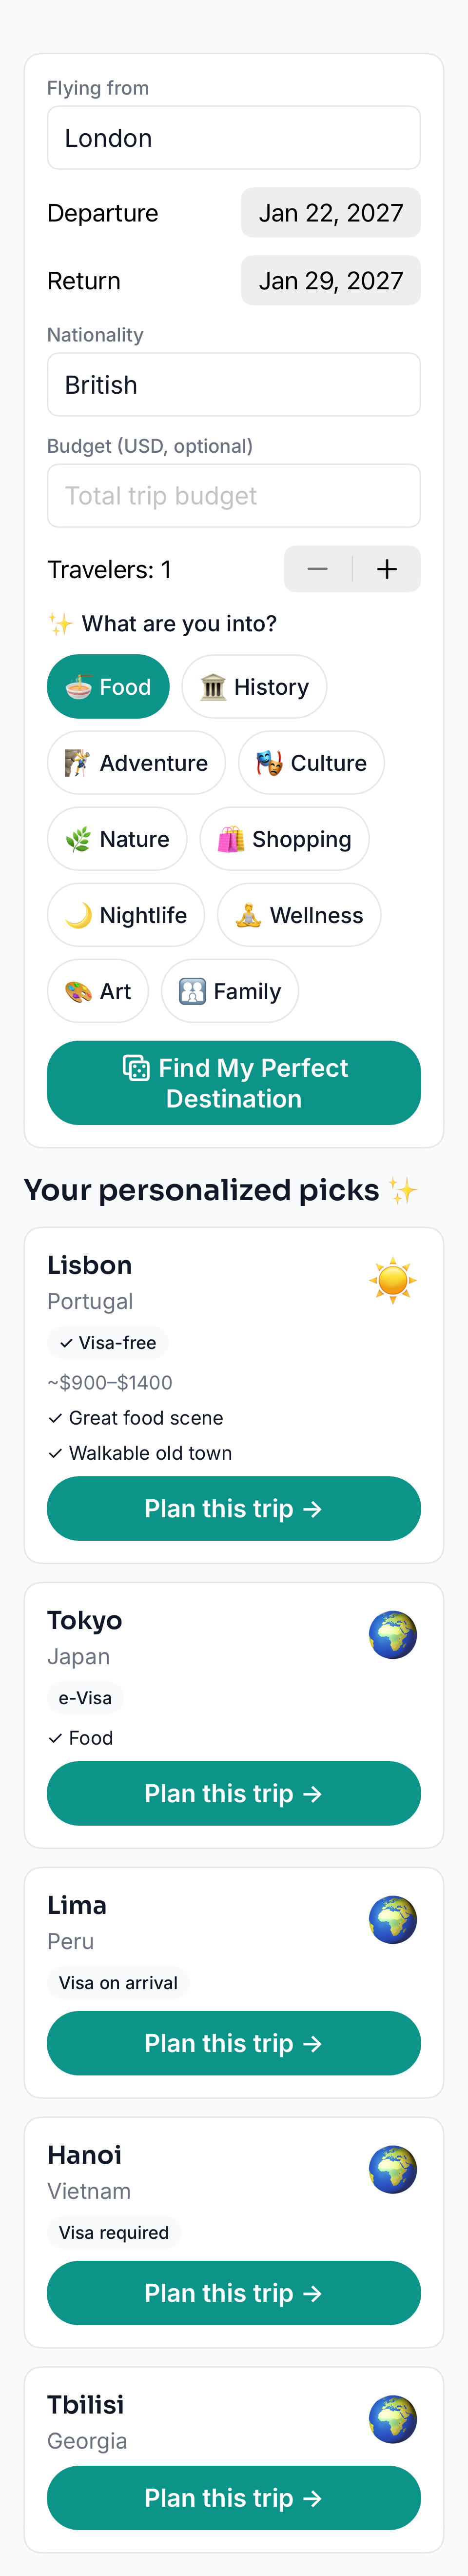 Flying from
London
Departure
Jan 22, 2027
Return
Jan 29, 2027
Nationality
British
Budget (USD, optional)
Total trip budget
Travelers: 1
✨ What are you into?
🍜 Food
🏛️ History
🧗 Adventure
🎭 Culture
🌿 Nature
🛍️ Shopping
🌙 Nightlife
🧘 Wellness
🎨 Art
👪 Family
Find My Perfect
Destination
Your personalized picks ✨
Lisbon
Portugal
✓ Visa-free
~$900–$1400
✓ Great food scene
✓ Walkable old town
Plan this trip →
Tokyo
Japan
e-Visa
✓ Food
Plan this trip →
Lima
Peru
Visa on arrival
Plan this trip →
Hanoi
Vietnam
Visa required
Plan this trip →
Tbilisi
Georgia
Plan this trip →